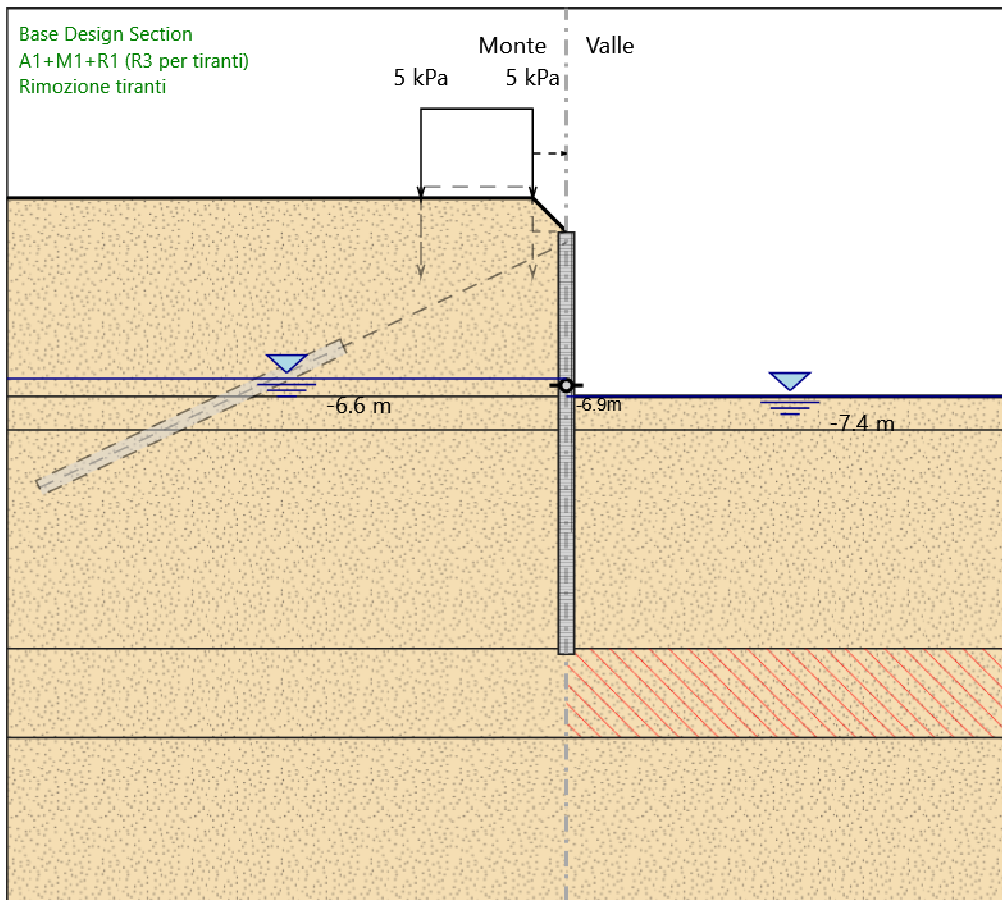 Base Design Section
A1+M1+R1 (R3 per tiranti)
Rimozione tiranti
Monte
Valle
5 kPa
5 kPa
-6.6 m
-6.9m
-7.4 m